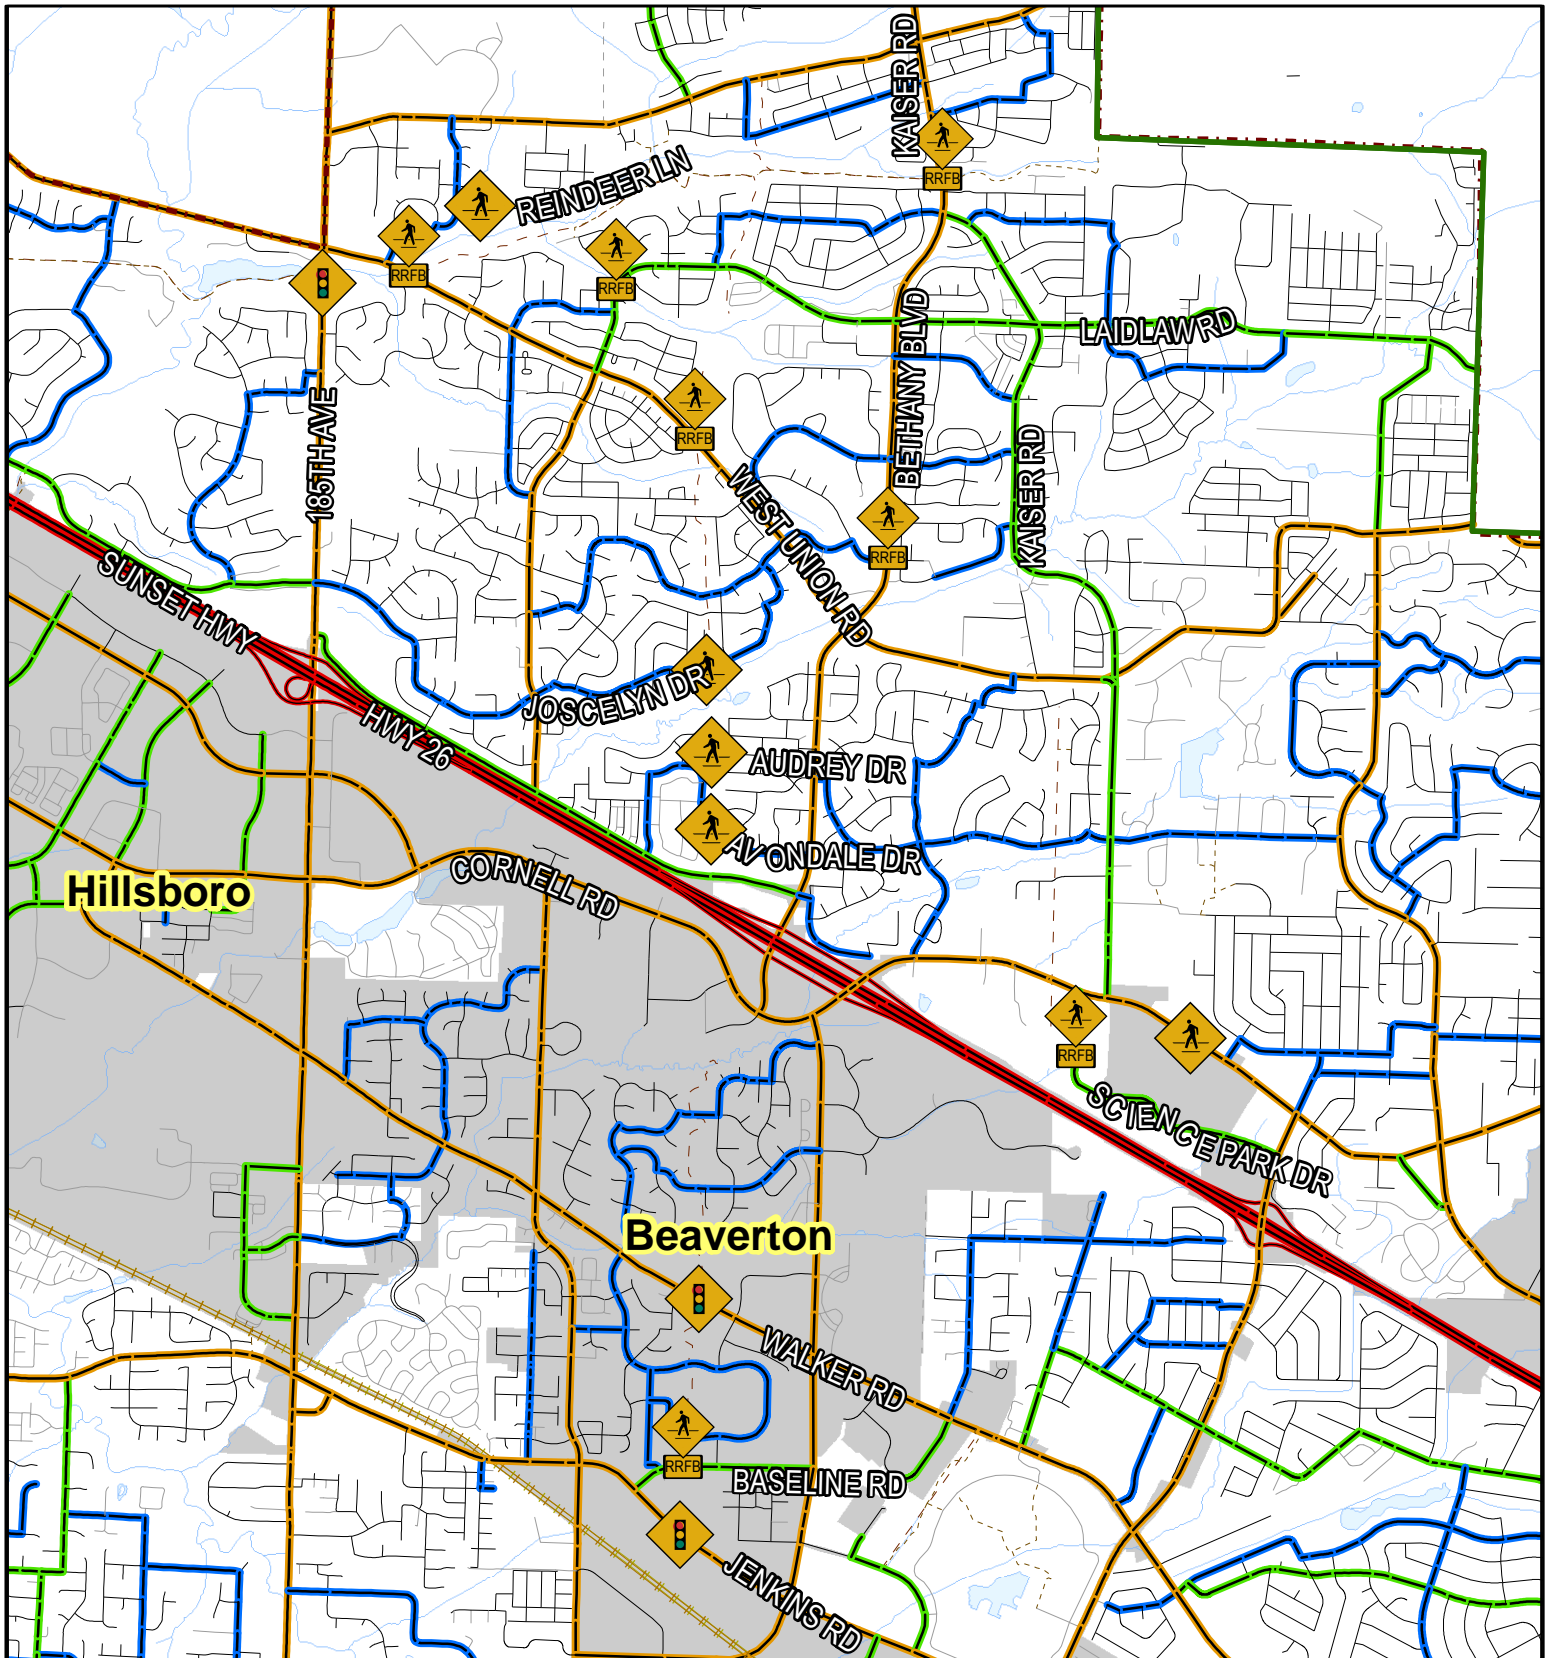 KAISER RD
RRFB
REINDEER LN
RRFB
RRFB
LAIDLAW RD
BETHANY BLVD
185TH AVE
RRFB
KAISER RD
WEST UNION RD
RRFB
SUNSET HWY
JOSCELYN DR
HWY 26
AUDREY DR
AVONDALE DR
CORNELL RD
Hillsboro
RRFB
SCIENCE PARK DR
Beaverton
WALKER RD
RRFB
BASELINE RD
JENKINS RD